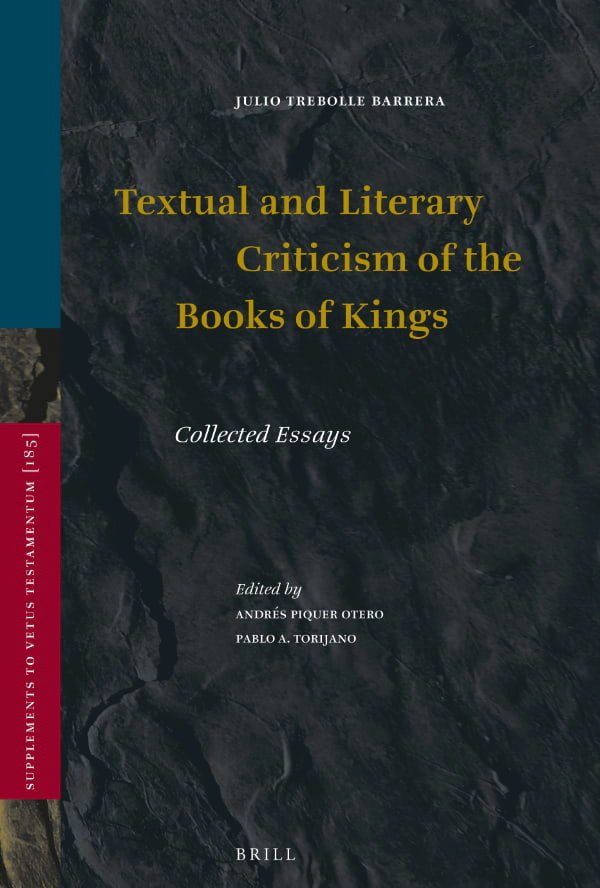 JULIO TREBOLLE BARRERA
Textual and Literary
Criticism of the
Books of Kings
Collected Essays
Edited by
ANDRÉS PIQUER OTERO
PABLO A. TORIJANO
BRILL
SUPPLEMENTS TO VETUS TESTAMENTUM [185]